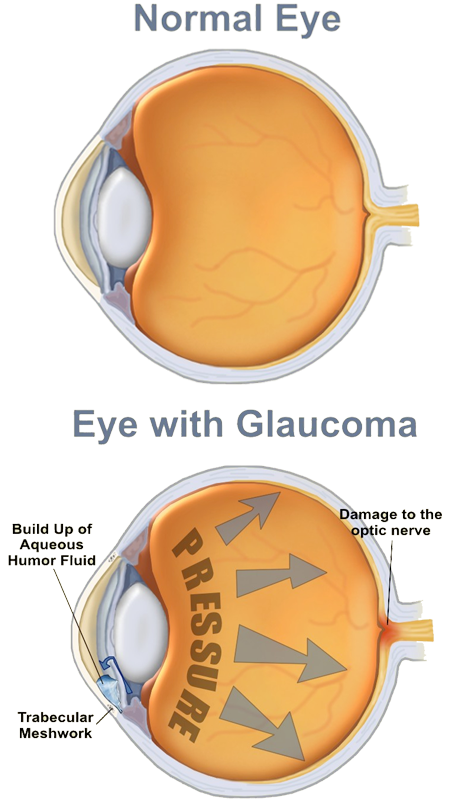 Normal Eye
Eye with Glaucoma
Damage to the
optic nerve
Build Up of
Aqueous
Humor Fluid
PRESSURE
Trabecular
Meshwork